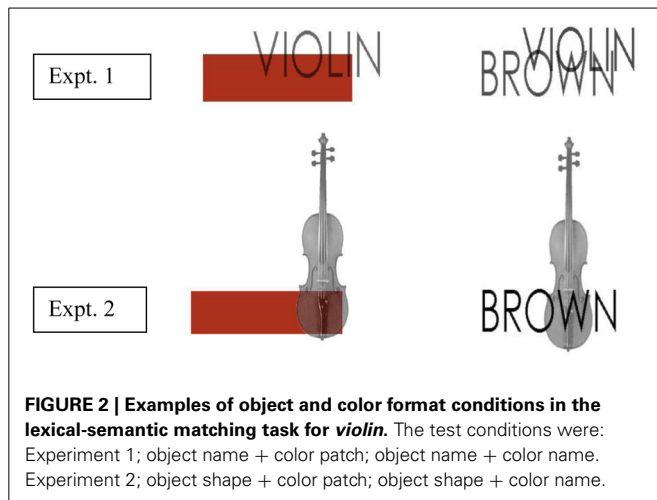 Expt. 1
VIOLIN
VIOLIN
BROWN
Expt. 2
BROWN
FIGURE 2 | Examples of object and color format conditions in the
lexical-semantic matching task for violin. The test conditions were:
Experiment 1; object name + color patch; object name + color name.
Experiment 2; object shape + color patch; object shape + color name.